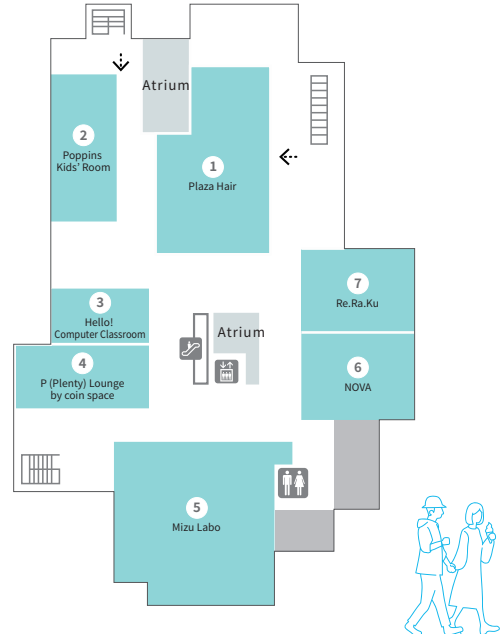 Atrium
2
Poppins
Kids’ Room
1
Plaza Hair
7
Re.Ra.Ku
3
Hello!
Computer Classroom
Atrium
4
P (Plenty) Lounge
by coin space
6
NOVA
5
Mizu Labo